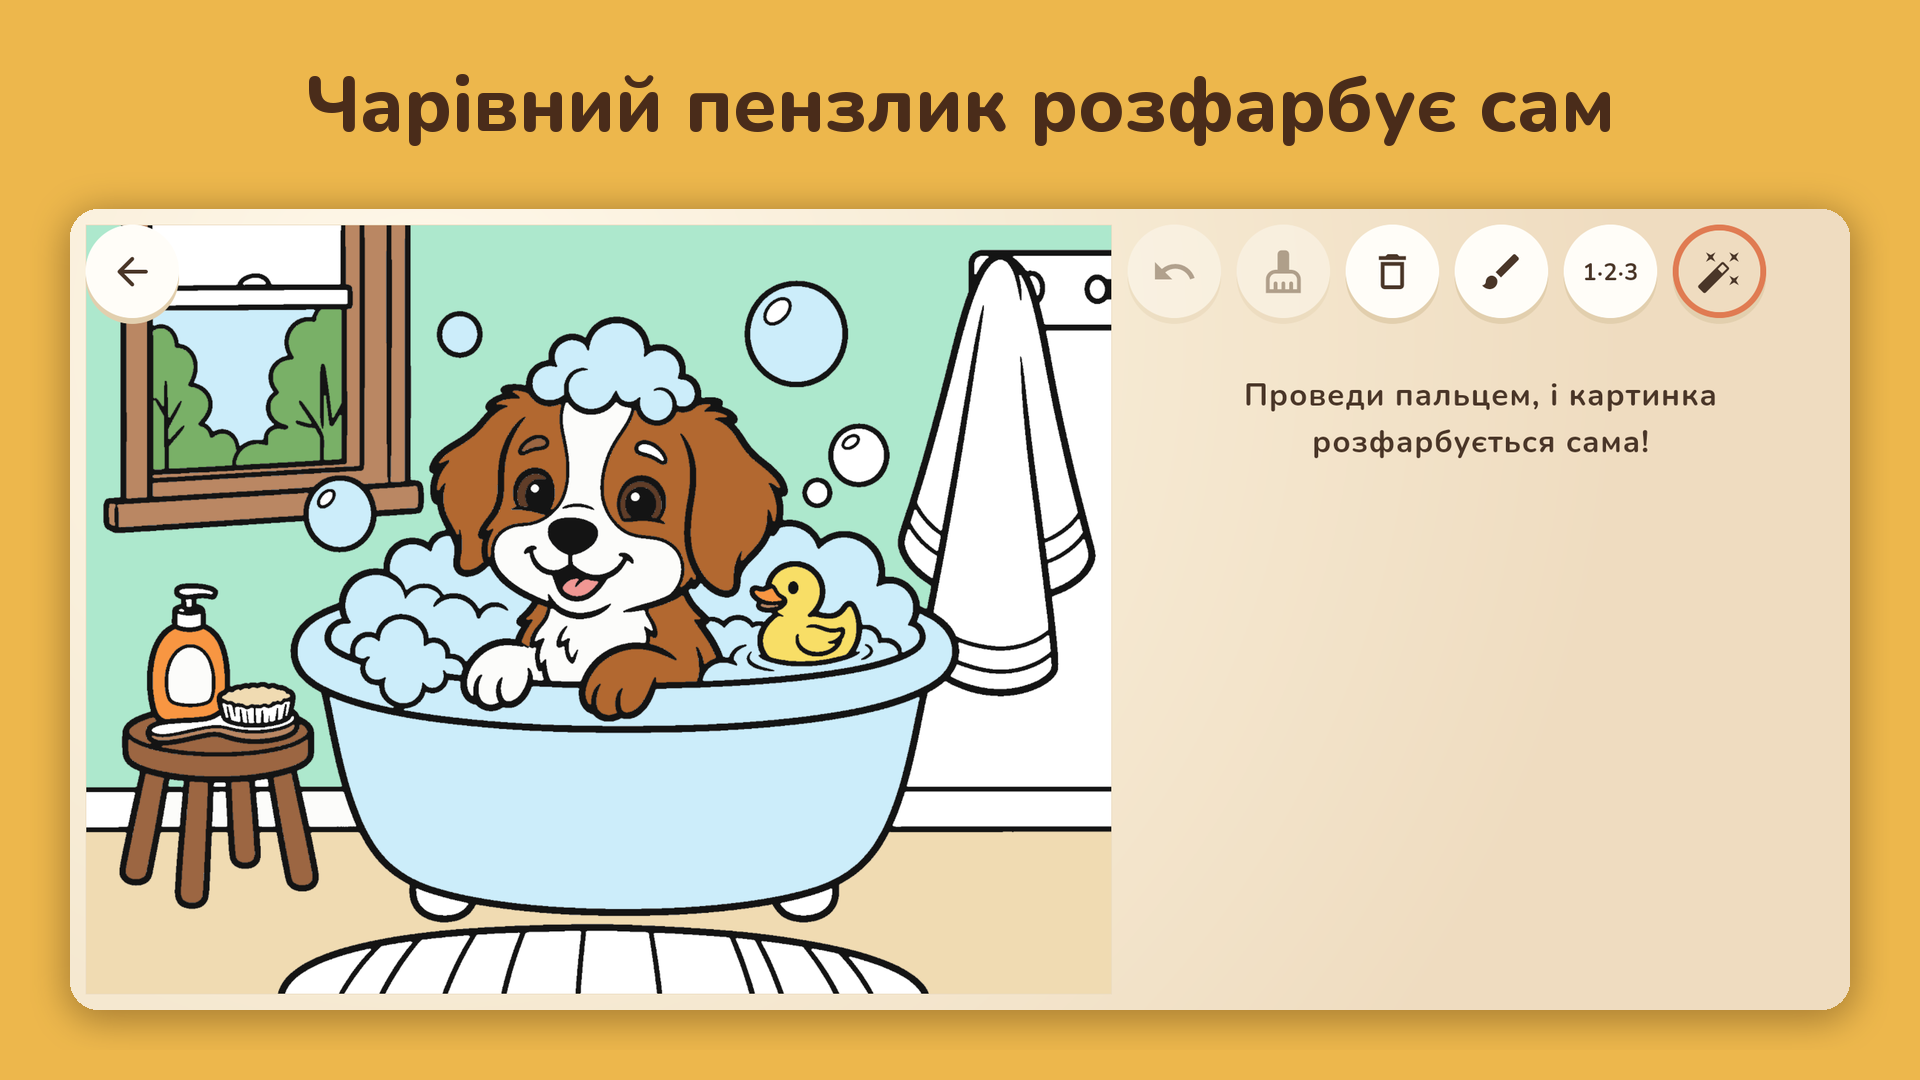 Чарівний пензлик розфарбує сам
1·2·3
Проведи пальцем, і картинка
розфарбується сама!